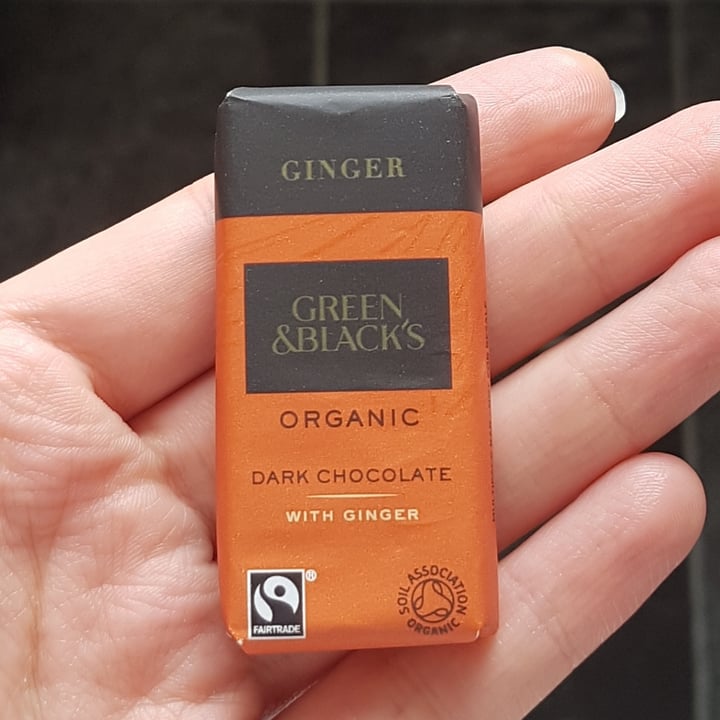 GINGER
GREEN
&BLACK'S
ORGANIC
DARK CHOCOLATE
WITH GINGER
FAIRTRADE
®
SOIL ASSOCIATION
ORGANIC